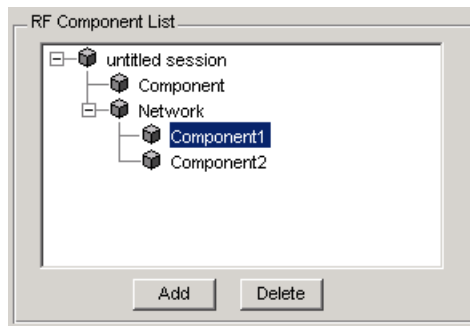 RF Component List
untitled session
Component
Network
Component1
Component2
Add Delete